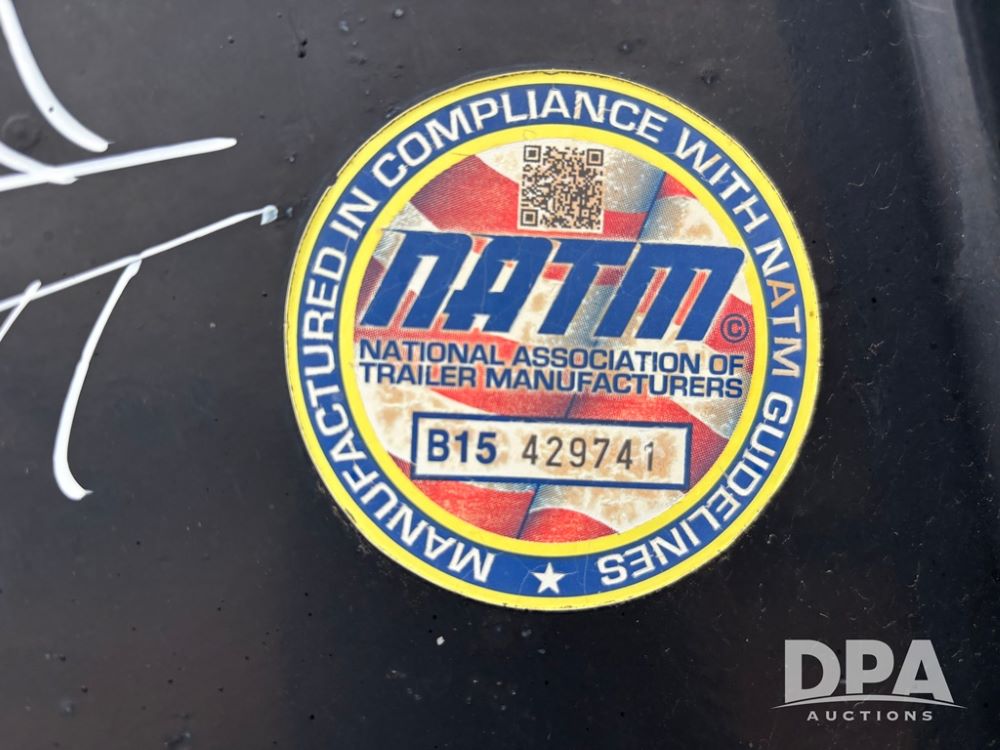 MANUFACTURED IN COMPLIANCE WITH NATM GUIDELINES
NATM ©
NATIONAL ASSOCIATION OF
TRAILER MANUFACTURERS
B15 429741
DPA
AUCTIONS